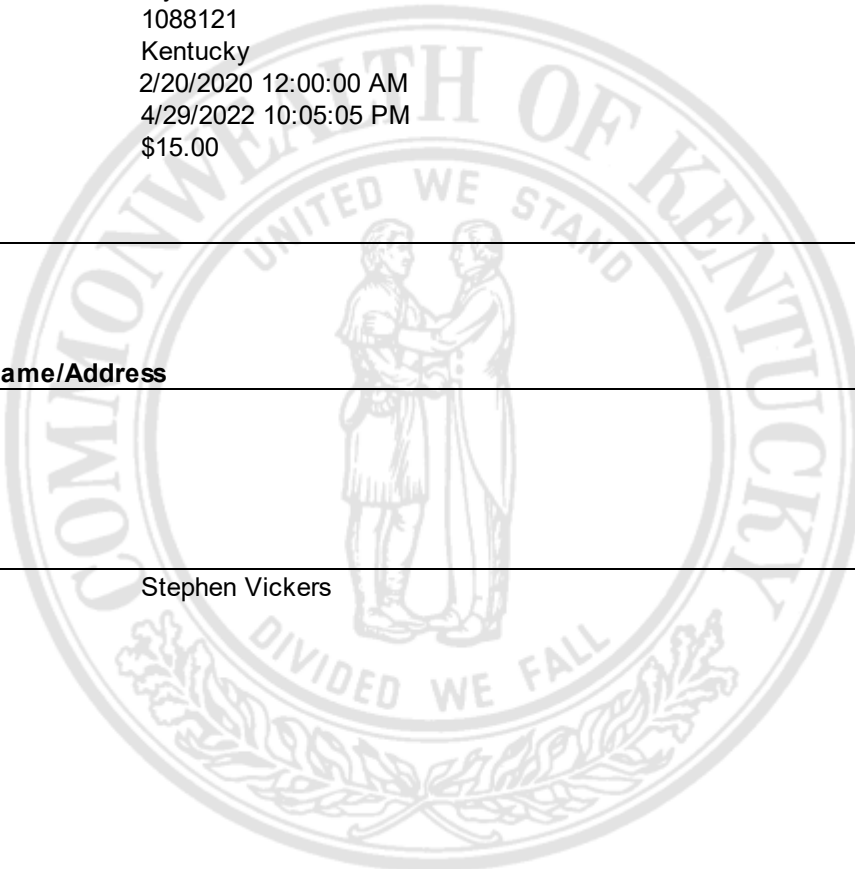 1088121
Kentucky
2/20/2020 12:00:00 AM
4/29/2022 10:05:05 PM
$15.00
COMMONWEALTH OF KENTUCKY
UNITED WE STAND
ame/Address
Stephen Vickers
DIVIDED WE FALL